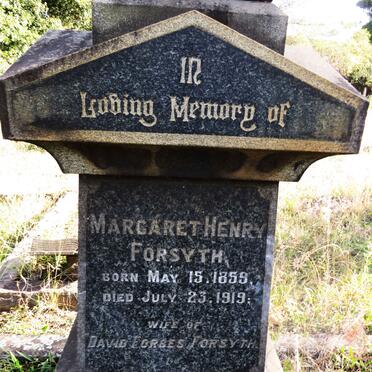 In
Loving Memory of
MARGARET HENRY
FORSYTH
BORN MAY 15. 1859.
DIED JULY 23. 1919.
WIFE OF
DAVID FORBES FORSYTH.